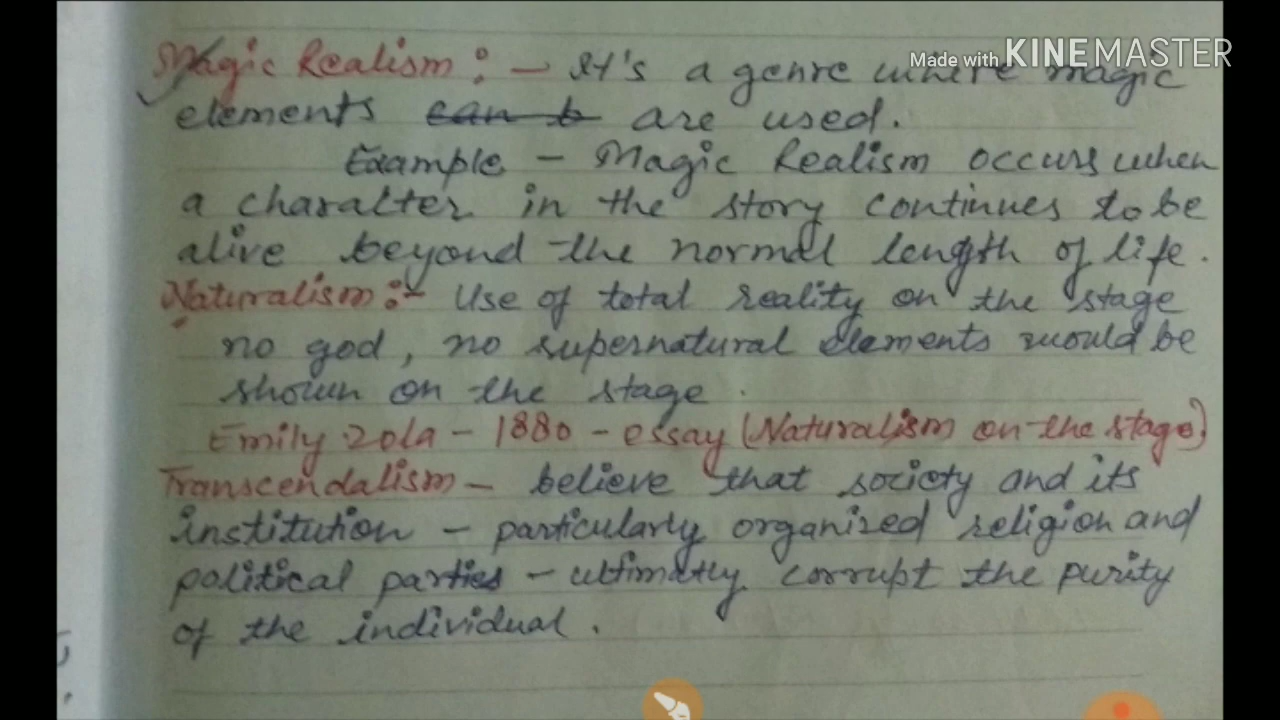 Made with KINEMASTER
Magic Realism :- It's a genre where magic
elements can b are used.
Example - Magic Realism occurs when
a character in the story continues to be
alive beyond the normal length of life.
Naturalism :- Use of total reality on the stage
no god, no supernatural elements would be
shown on the stage.
Emily Zola - 1880 - essay (Naturalism on the stage)
Transcendalism - believe that society and its
institution - particularly organized religion and
political parties - ultimatly corrupt the purity
of the individual.